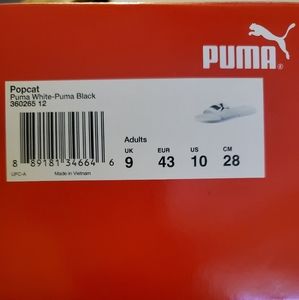 PUMA®
Popcat
Puma White-Puma Black
360265 12
Adults
UK EUR US CM
9 43 10 28
8 89181 34664 6
UFC-A Made in Vietnam